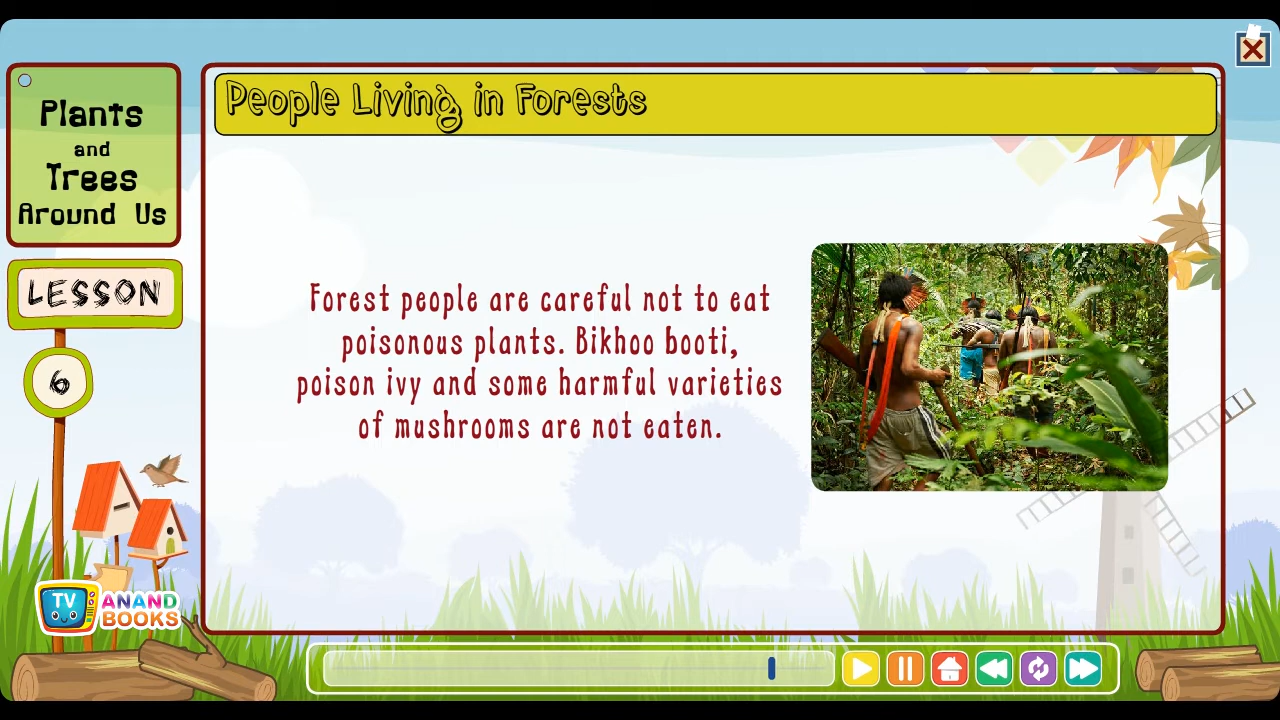 People Living in Forests
Plants
and
Trees
Around Us
LESSON
6
Forest people are careful not to eat
poisonous plants. Bikhoo booti,
poison ivy and some harmful varieties
of mushrooms are not eaten.
TV
ANAND
BOOKS